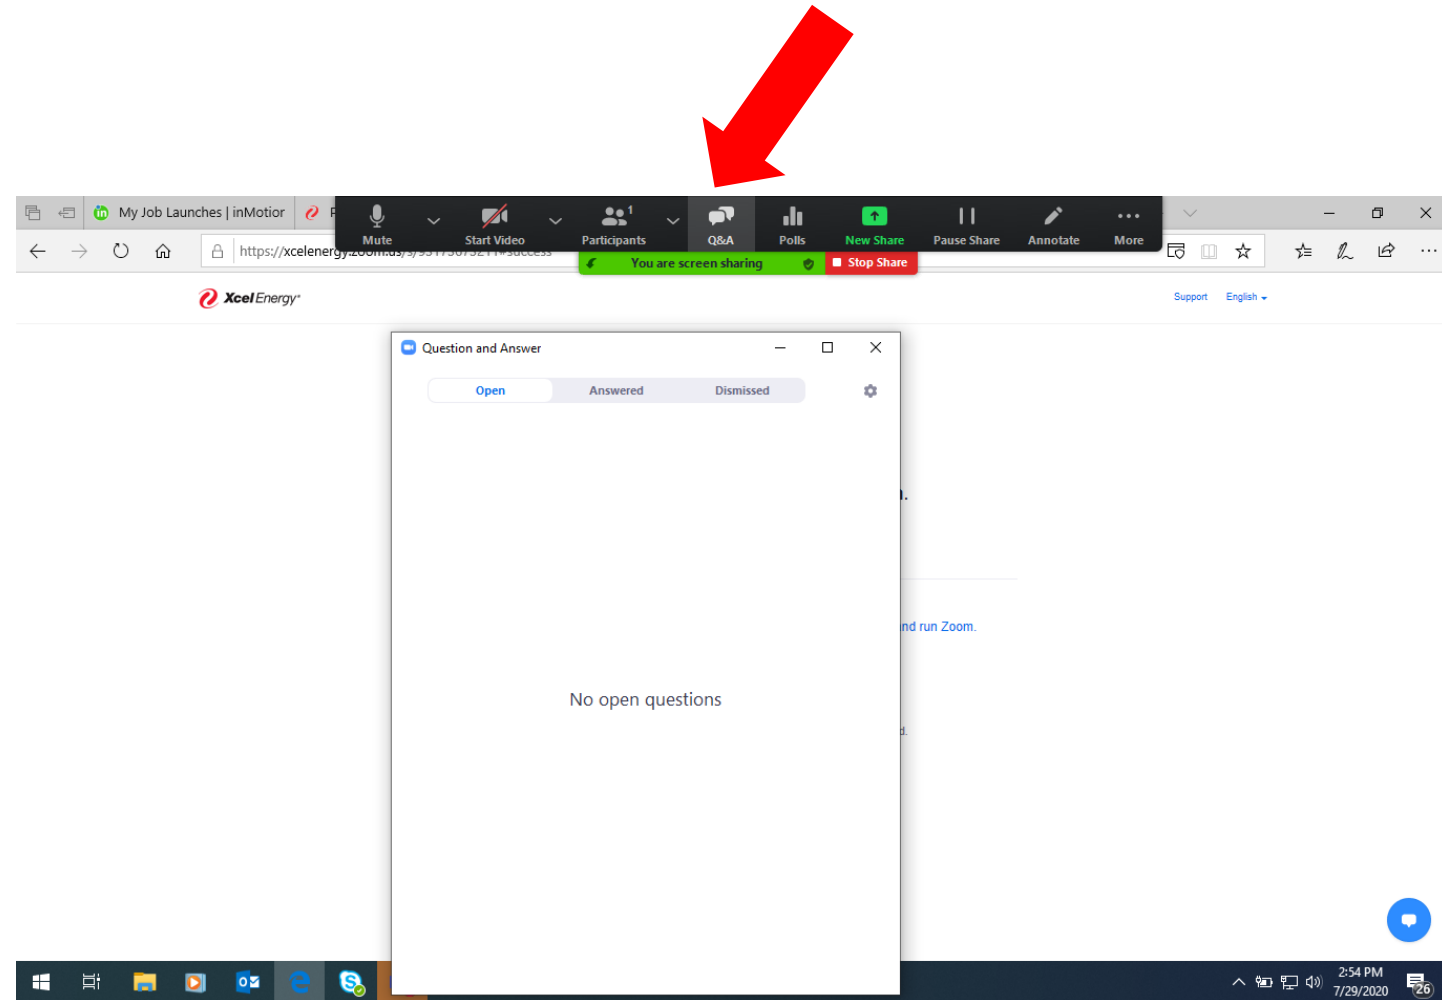 My Job Launches | inMotior
Mute
Start Video
Participants
1
Q&A
Polls
New Share
Pause Share
Annotate
More
https://xcelenergy.zoom.us/s/
You are screen sharing
Stop Share
Xcel Energy
Support
English
Question and Answer
Open
Answered
Dismissed
nd run Zoom.
No open questions
d.
2:54 PM
7/29/2020
26